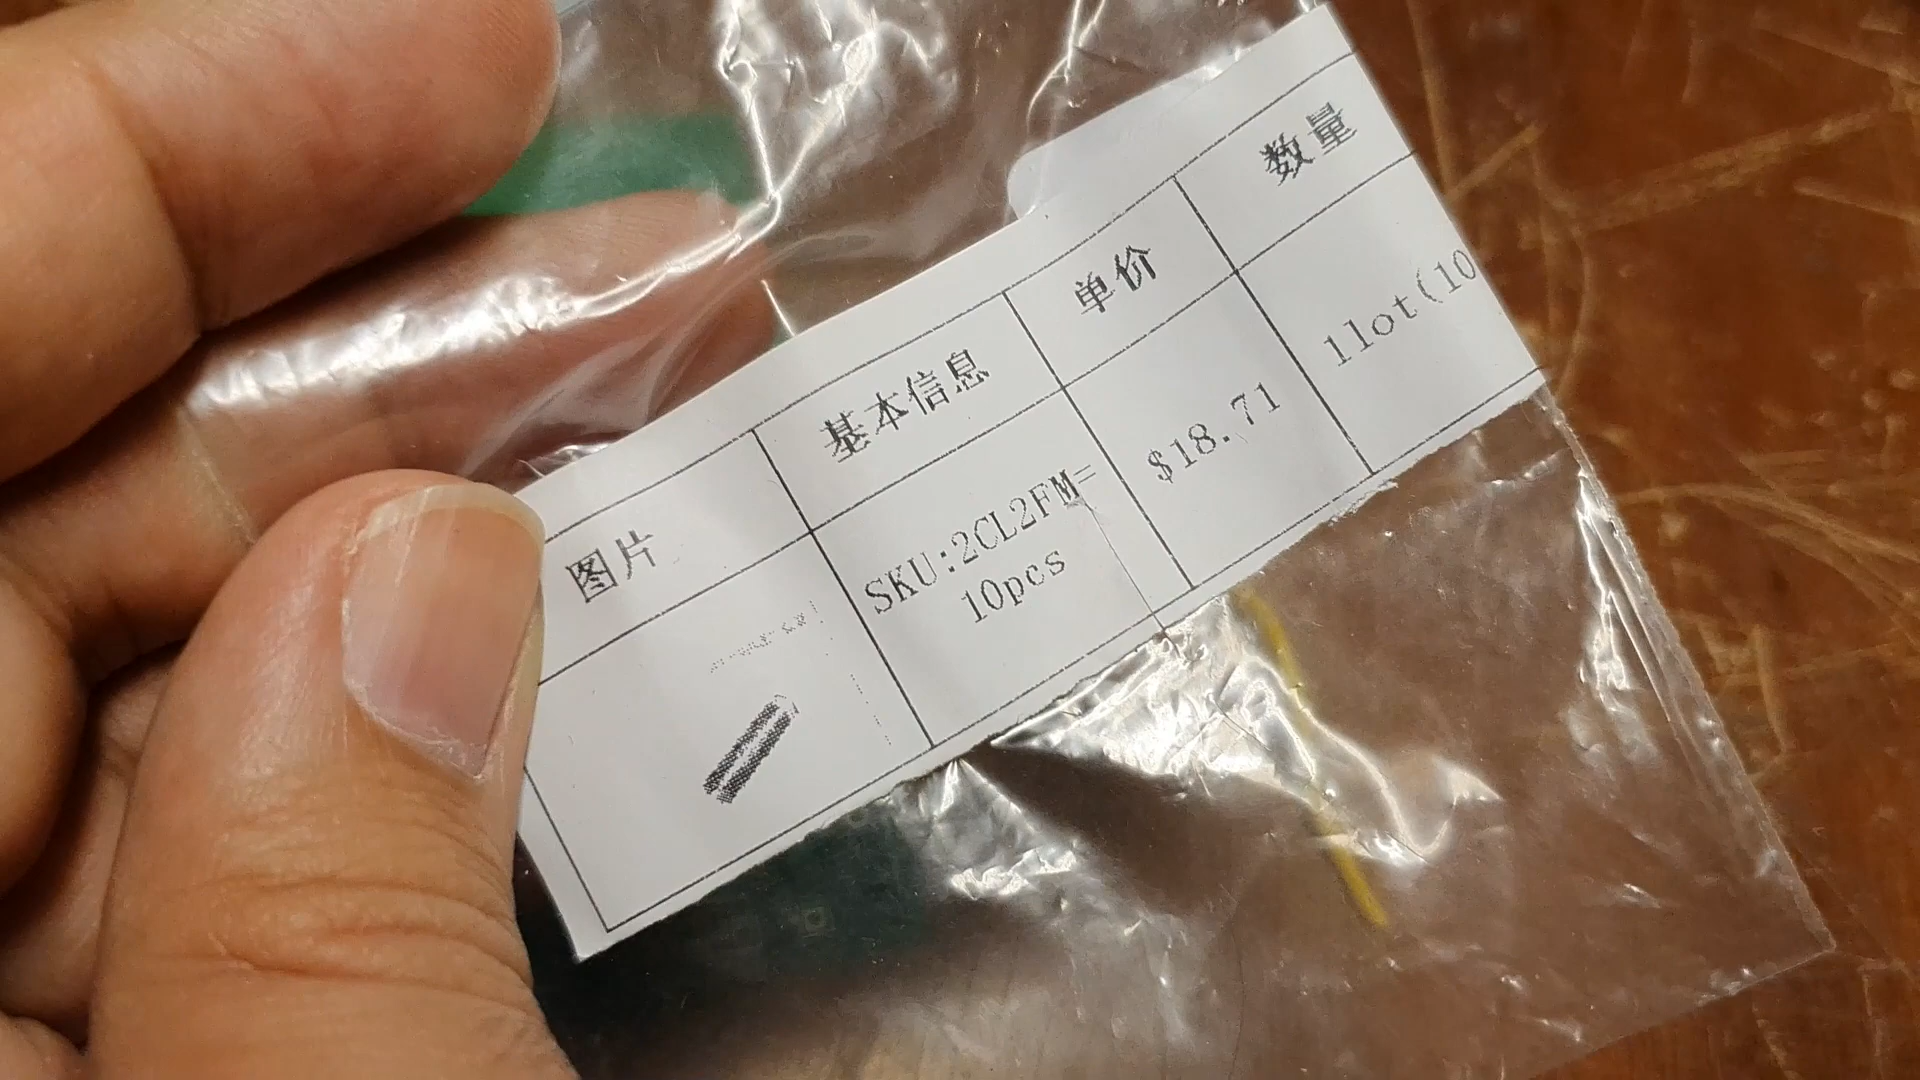 图片 基本信息 单价 数量
SKU:2CL2FM= $18.71 1lot(10
10pcs